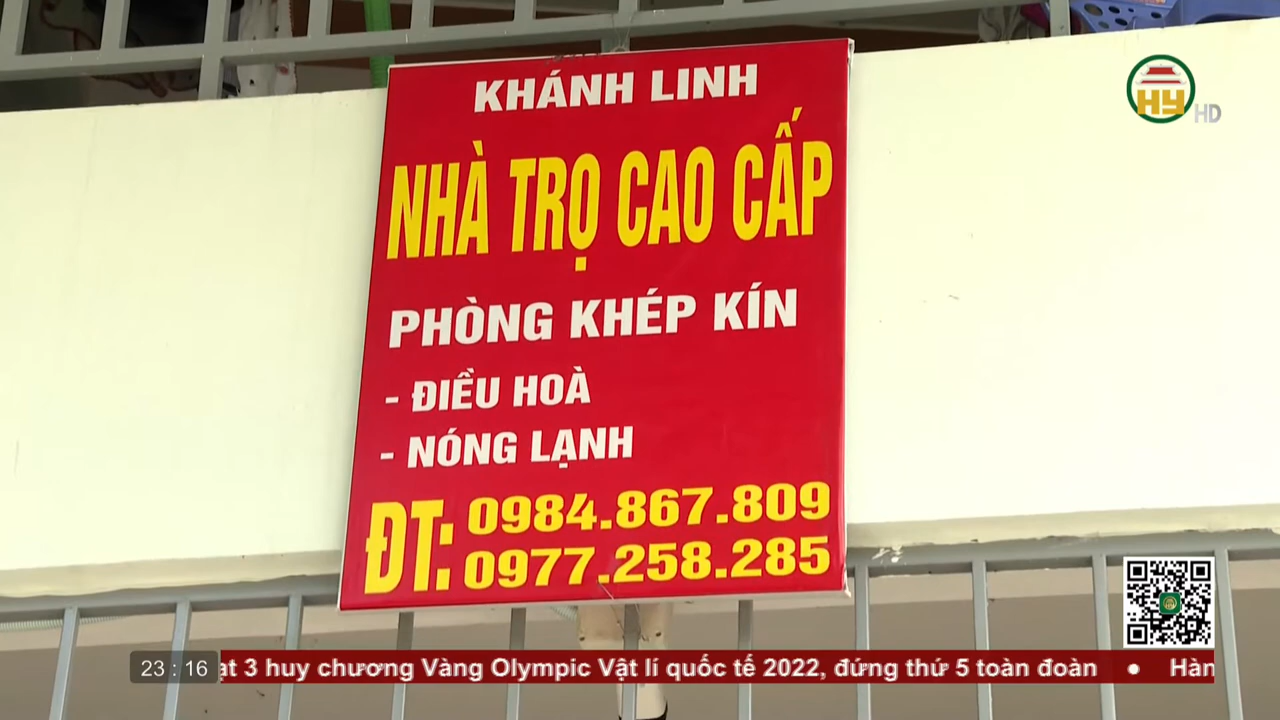 KHÁNH LINH
NHÀ TRỌ CAO CẤP
PHÒNG KHÉP KÍN
- ĐIỀU HOÀ
- NÓNG LẠNH
ĐT: 0984.867.809
0977.258.285
HY HD
23 : 16
3 huy chương Vàng Olympic Vật lí quốc tế 2022, đứng thứ 5 toàn đoàn • Hàn